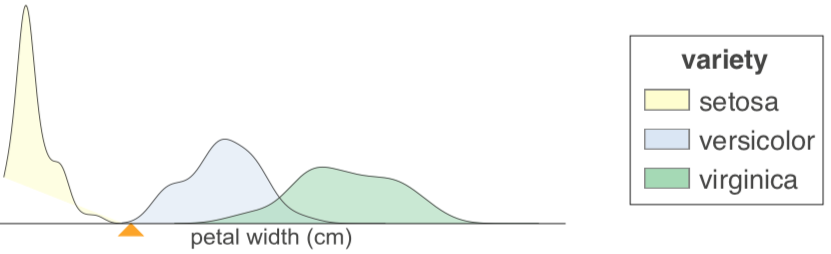 petal width (cm)
variety
setosa
versicolor
virginica